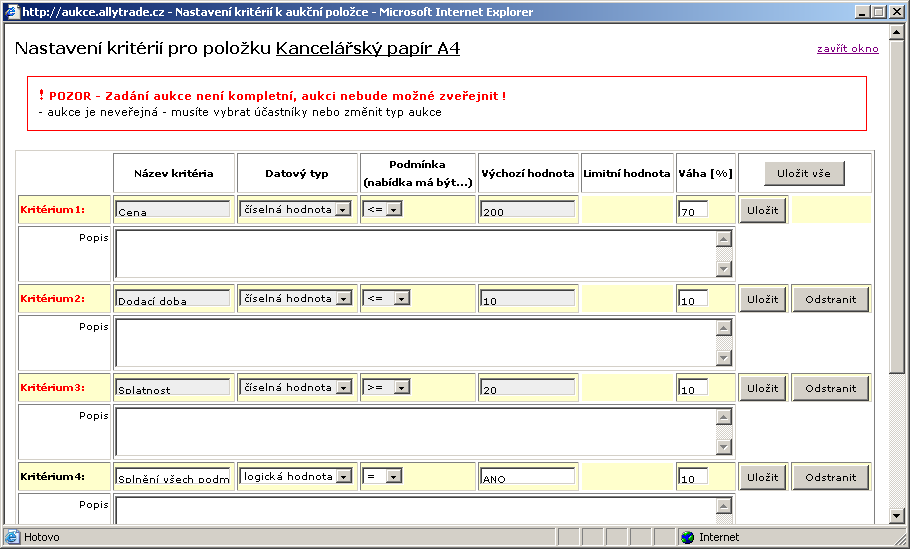 http://aukce.allytrade.cz - Nastavení kritérií k aukční položce - Microsoft Internet Explorer
Nastavení kritérií pro položku Kancelářský papír A4
zavřít okno
! POZOR - Zadání aukce není kompletní, aukci nebude možné zveřejnit !
- aukce je neveřejná - musíte vybrat účastníky nebo změnit typ aukce
Název kritéria Datový typ Podmínka (nabídka má být...) Výchozí hodnota Limitní hodnota Váha [%] Uložit vše
Kritérium1: Cena číselná hodnota <= 200 70 Uložit
Popis
Kritérium2: Dodací doba číselná hodnota <= 10 10 Uložit Odstranit
Popis
Kritérium3: Splatnost číselná hodnota >= 20 10 Uložit Odstranit
Popis
Kritérium4: Splnění všech podm logická hodnota = ANO 10 Uložit Odstranit
Popis
Hotovo Internet